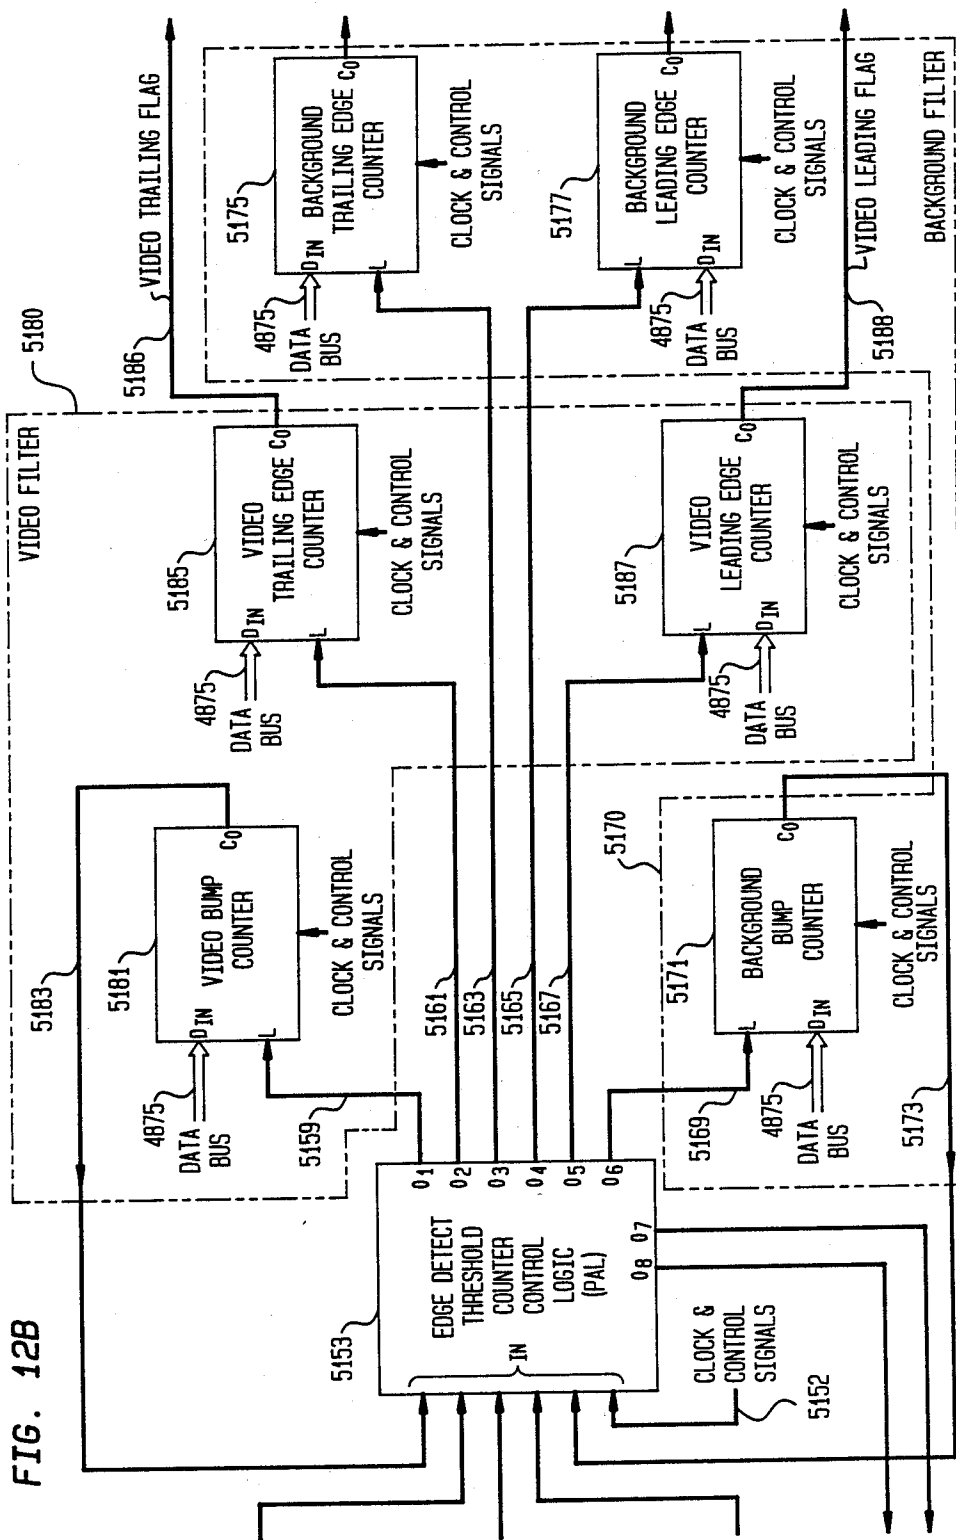 FIG. 12B
5183
5180
VIDEO FILTER
5186
VIDEO TRAILING FLAG
4875
DATA
BUS
DIN
L
5181
VIDEO BUMP
COUNTER
C0
CLOCK & CONTROL
SIGNALS
5159
4875
DATA
BUS
DIN
L
5185
VIDEO
TRAILING EDGE
COUNTER
C0
CLOCK & CONTROL
SIGNALS
4875
DATA
BUS
DIN
L
5175
BACKGROUND
TRAILING EDGE
COUNTER
C0
CLOCK & CONTROL
SIGNALS
5153
EDGE DETECT
THRESHOLD
COUNTER
CONTROL
LOGIC
(PAL)
IN
O1
O2
O3
O4
O5
O6
O8 O7
5161
5163
5165
5167
CLOCK &
CONTROL
SIGNALS
5152
5170
5169
4875
DATA
BUS
L
DIN
5171
BACKGROUND
BUMP
COUNTER
C0
CLOCK & CONTROL
SIGNALS
5173
4875
DATA
BUS
L
DIN
5187
VIDEO
LEADING EDGE
COUNTER
C0
CLOCK & CONTROL
SIGNALS
4875
DATA
BUS
L
DIN
5177
BACKGROUND
LEADING EDGE
COUNTER
C0
CLOCK & CONTROL
SIGNALS
5188
VIDEO LEADING FLAG
BACKGROUND FILTER